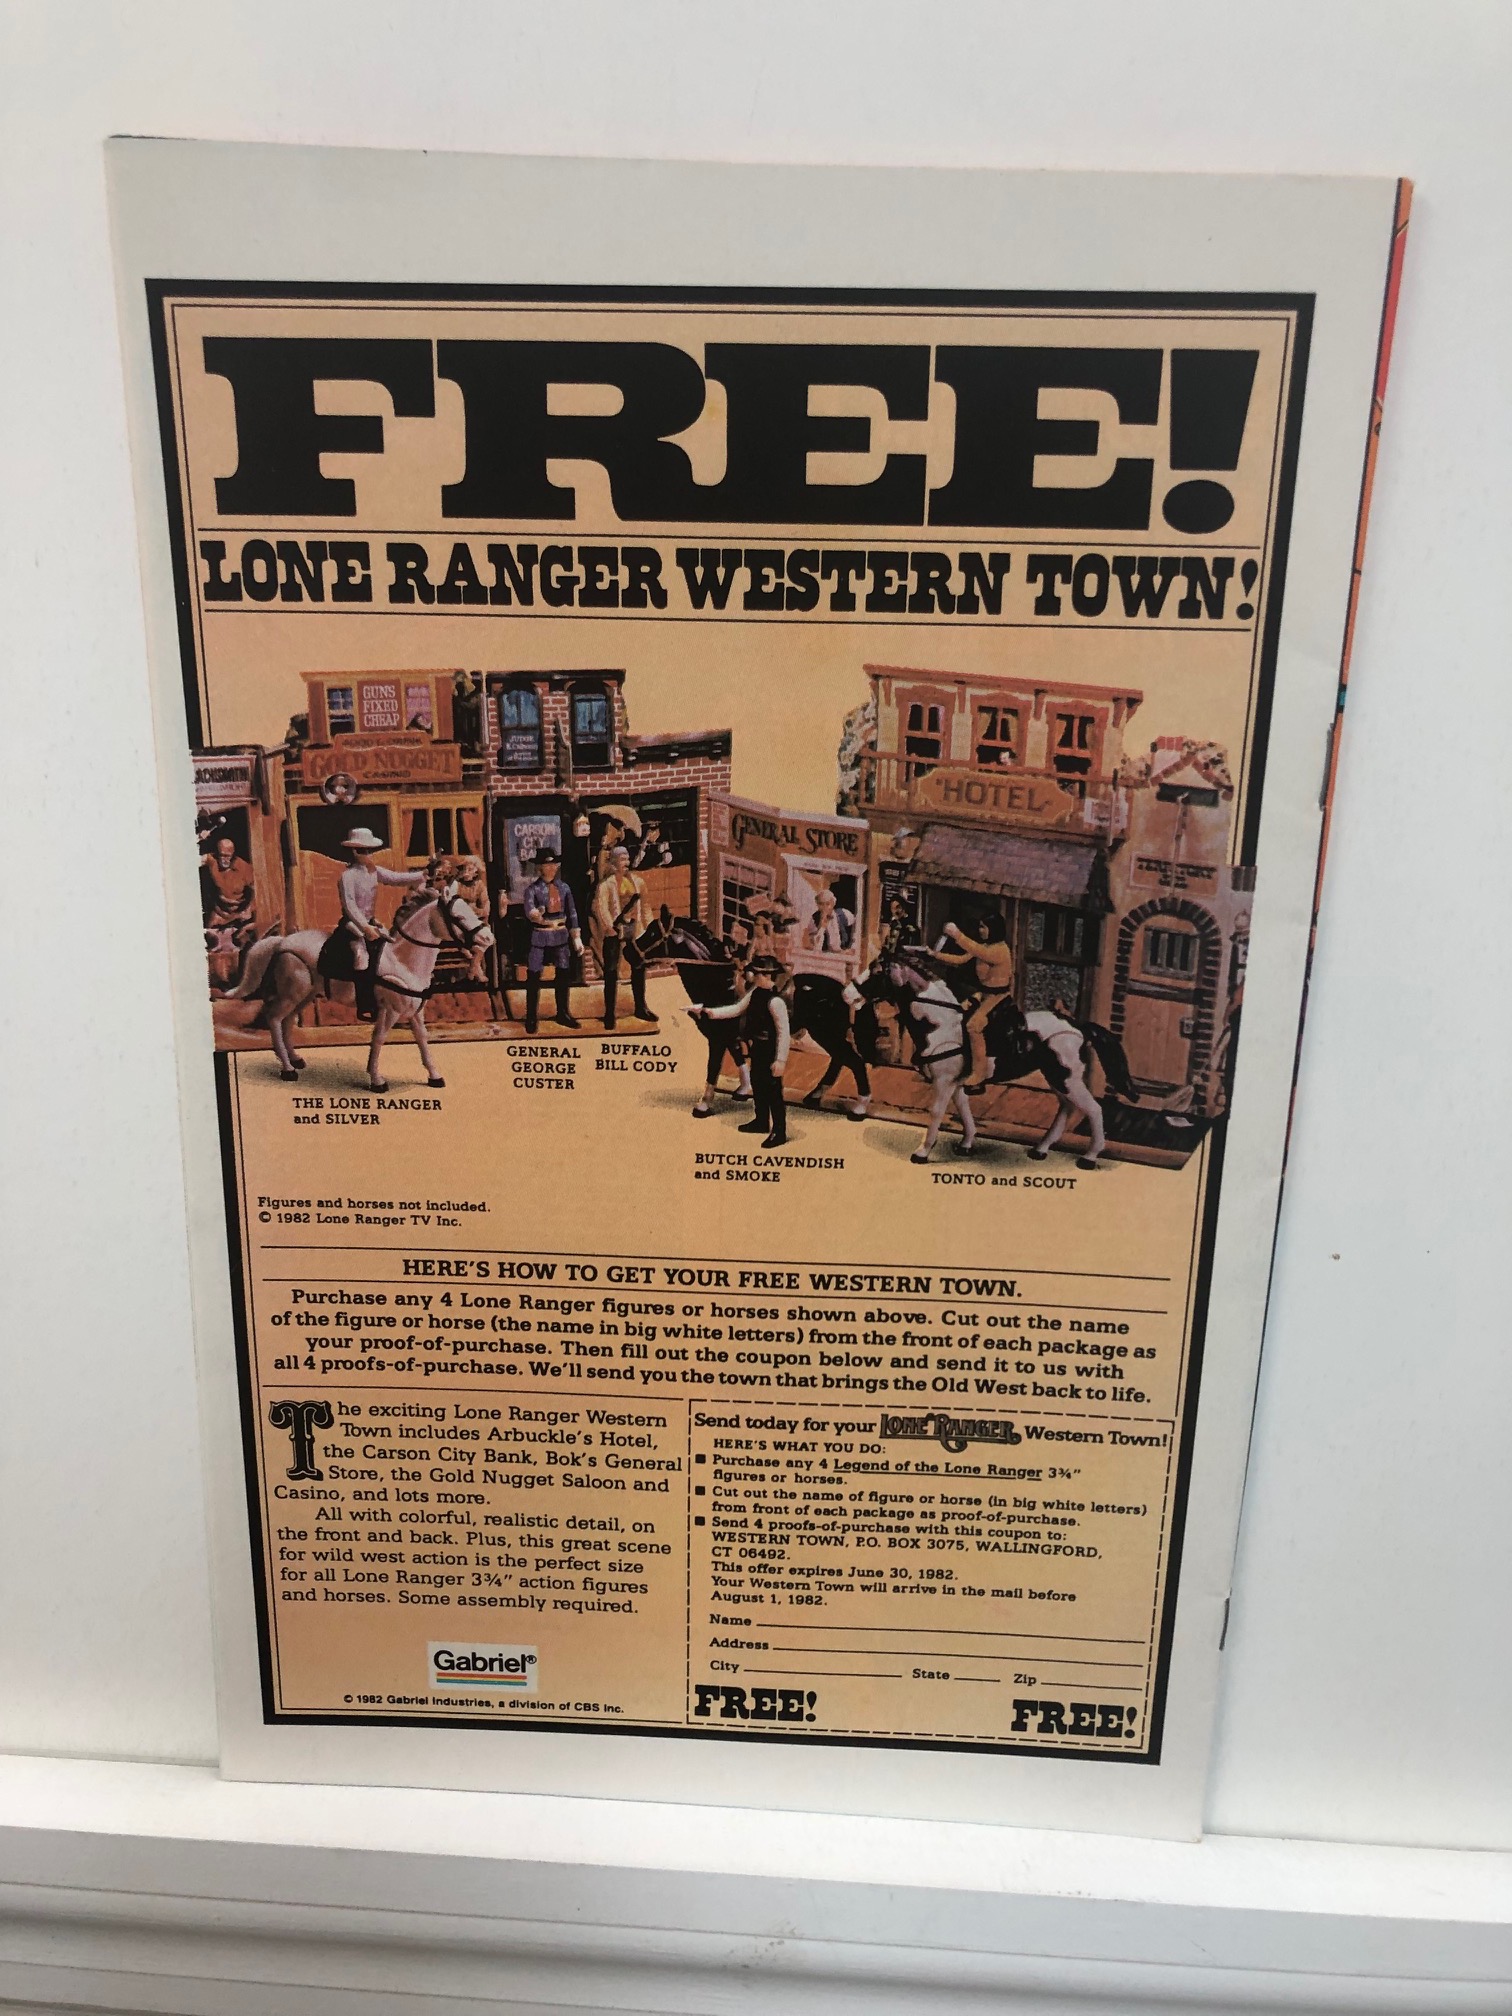 FREE!
LONE RANGER WESTERN TOWN!
GUNS
FIXED
CHEAP
GOLD NUGGET
CASINO
CARSON
CITY
GENERAL STORE
HOTEL
THE LONE RANGER
and SILVER
GENERAL
GEORGE
CUSTER
BUFFALO
BILL CODY
BUTCH CAVENDISH
and SMOKE
TONTO and SCOUT
Figures and horses not included.
© 1982 Lone Ranger TV Inc.
HERE'S HOW TO GET YOUR FREE WESTERN TOWN.
Purchase any 4 Lone Ranger figures or horses shown above. Cut out the name
of the figure or horse (the name in big white letters) from the front of each package as
your proof-of-purchase. Then fill out the coupon below and send it to us with
all 4 proofs-of-purchase. We'll send you the town that brings the Old West back to life.
The exciting Lone Ranger Western
Town includes Arbuckle's Hotel,
the Carson City Bank, Bok's General
Store, the Gold Nugget Saloon and
Casino, and lots more.
All with colorful, realistic detail, on
the front and back. Plus, this great scene
for wild west action is the perfect size
for all Lone Ranger 3¾" action figures
and horses. Some assembly required.
Gabriel®
© 1982 Gabriel Industries, a division of CBS Inc.
Send today for your LONE RANGER Western Town!
HERE'S WHAT YOU DO:
■ Purchase any 4 Legend of the Lone Ranger 3¾"
figures or horses.
■ Cut out the name of figure or horse (in big white letters)
from front of each package as proof-of-purchase.
■ Send 4 proofs-of-purchase with this coupon to:
WESTERN TOWN, P.O. BOX 3075, WALLINGFORD,
CT 06492.
This offer expires June 30, 1982.
Your Western Town will arrive in the mail before
August 1, 1982.
Name
Address
City State Zip
FREE! FREE!